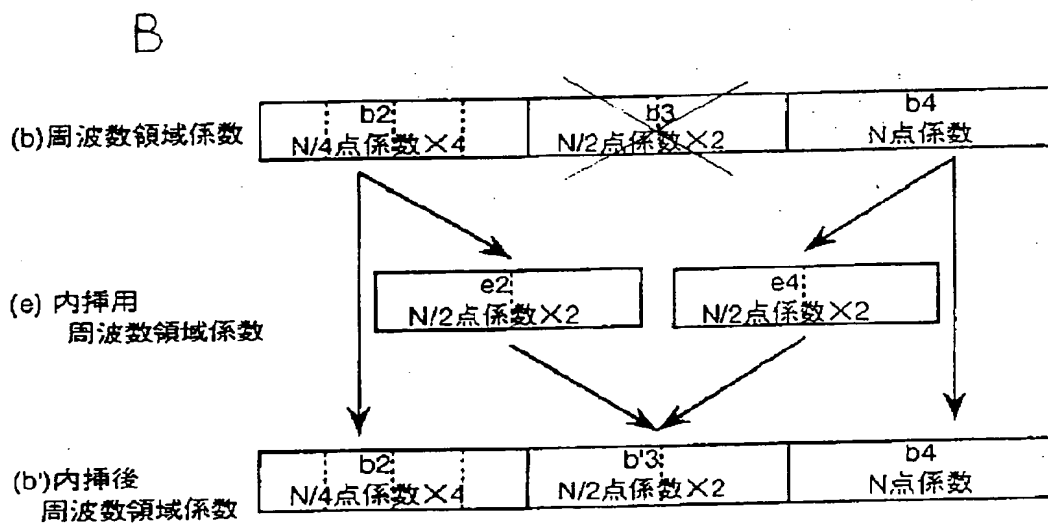 B
(b)周波数領域係数
b2
N/4点係数×4
b3
N/2点係数×2
b4
N点係数
(e) 内挿用
周波数領域係数
e2
N/2点係数×2
e4
N/2点係数×2
(b')内挿後
周波数領域係数
b2
N/4点係数×4
b'3
N/2点係数×2
b4
N点係数